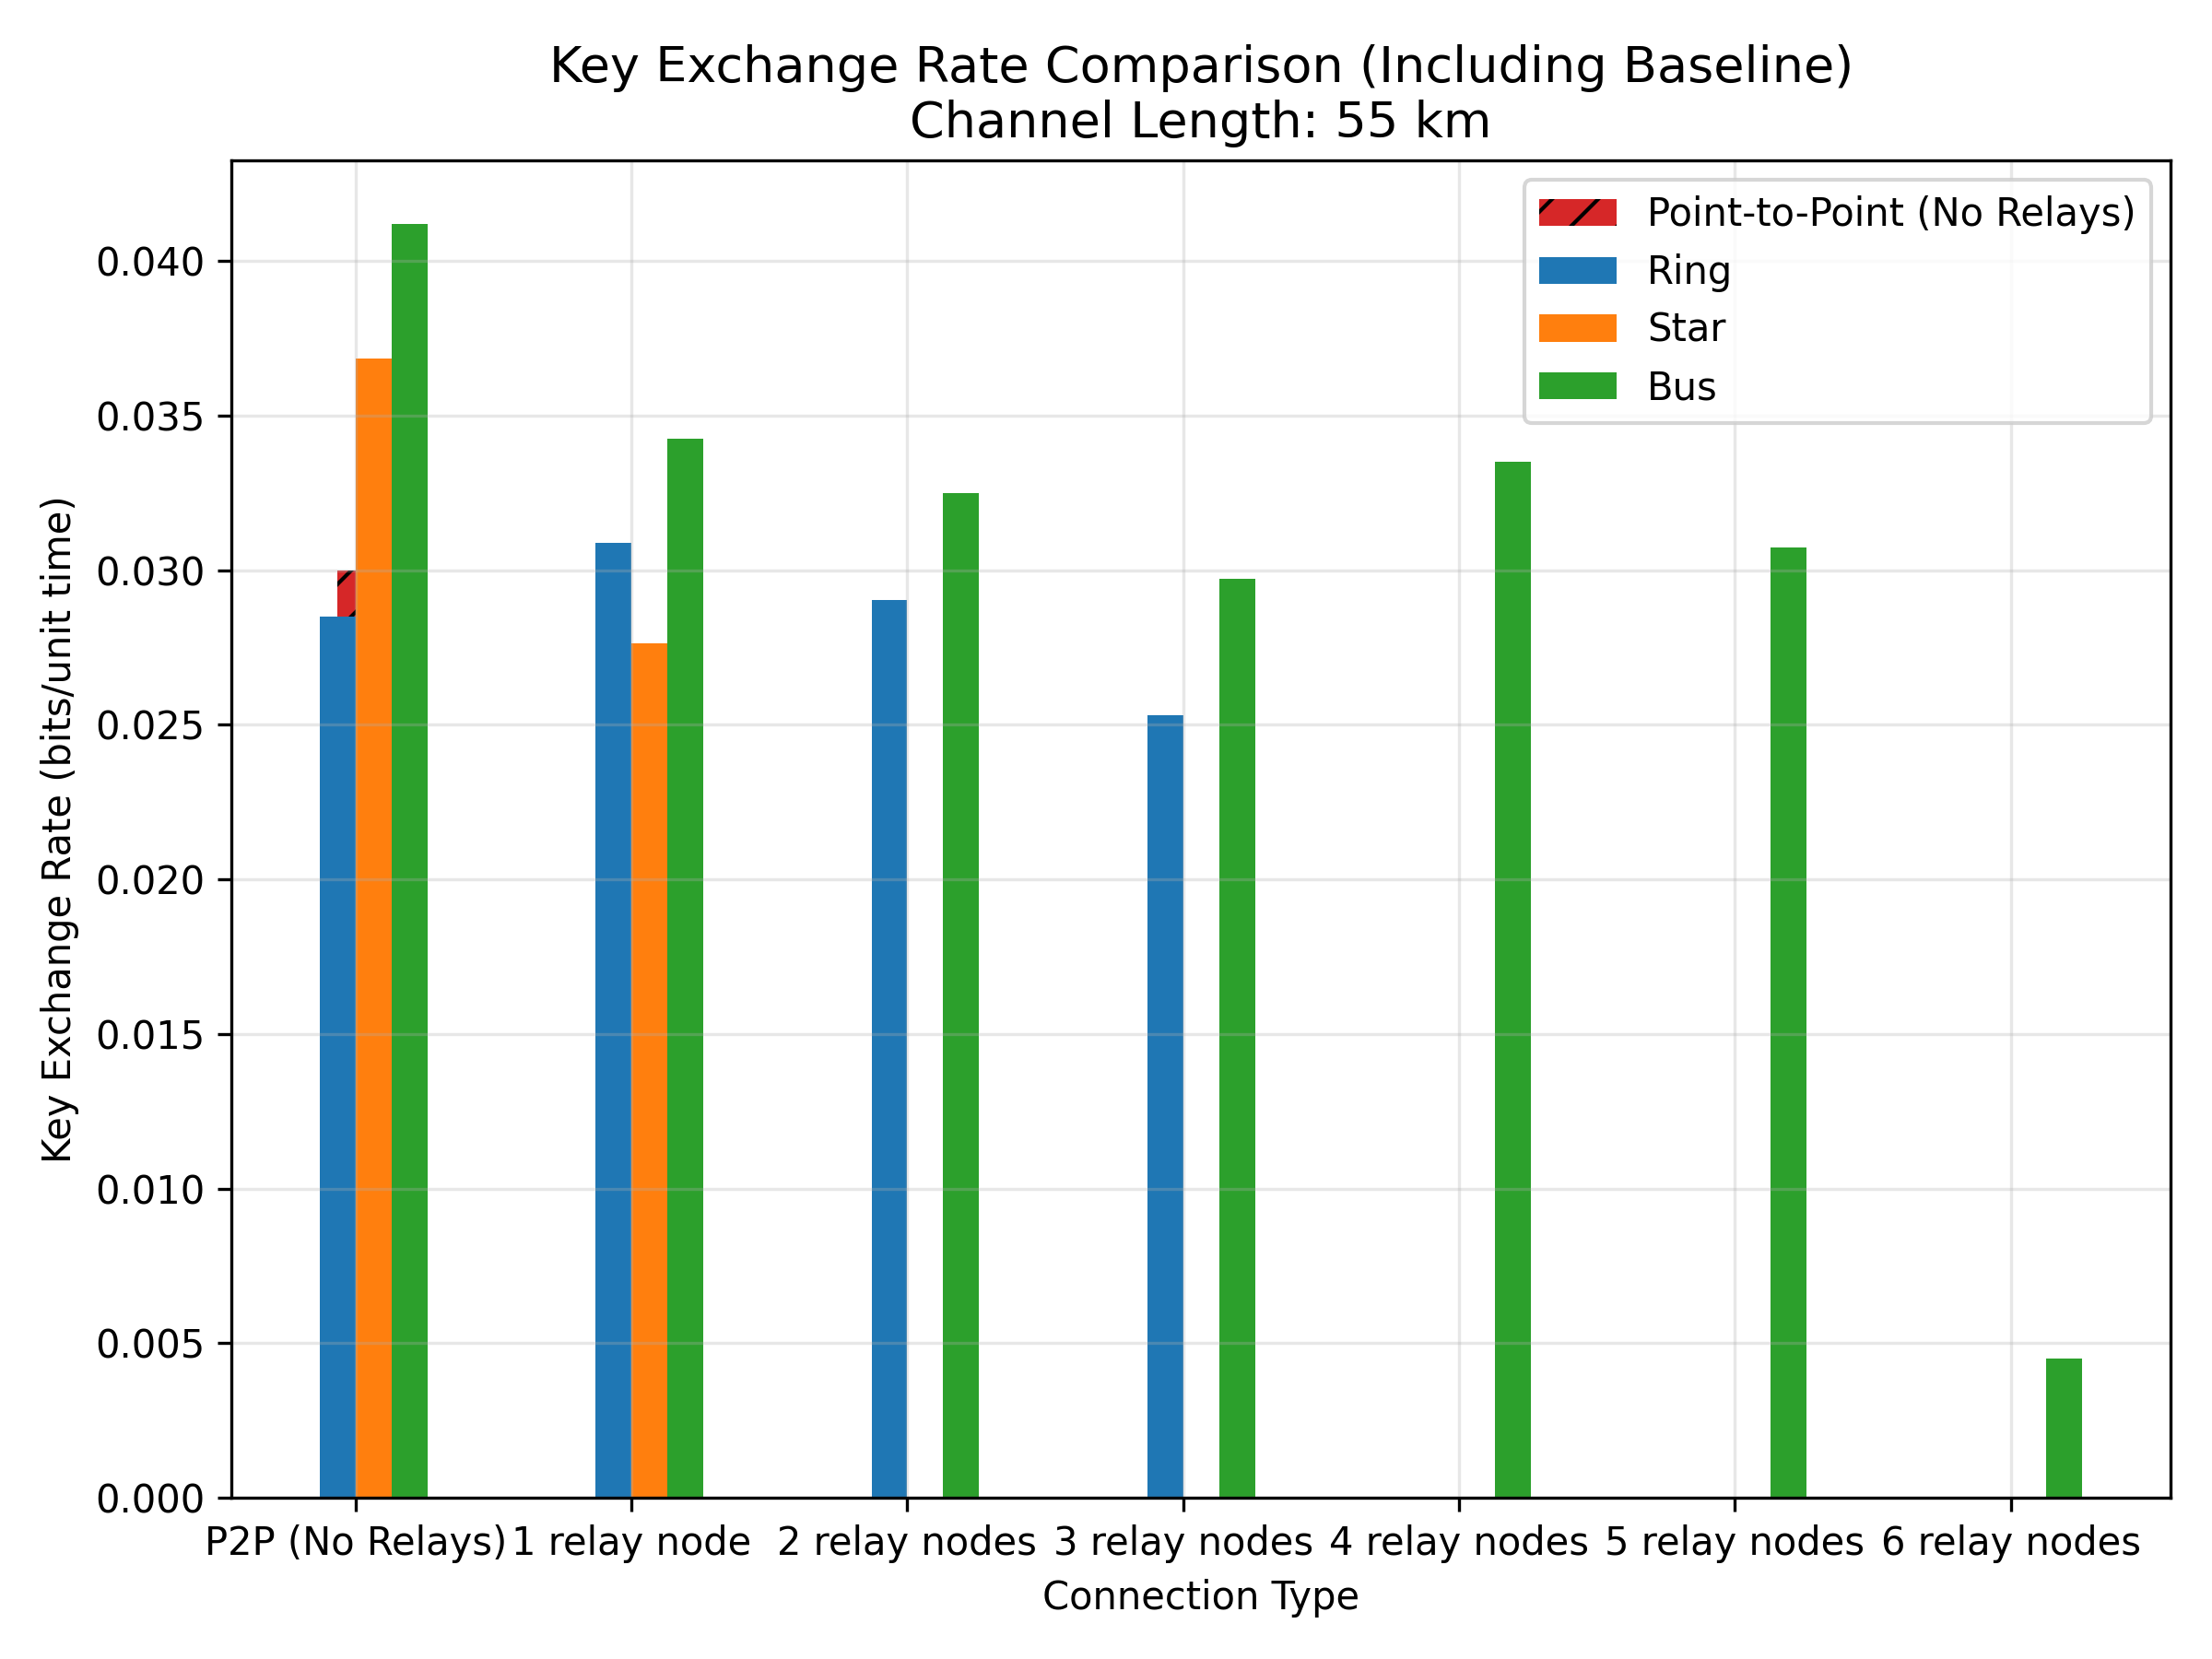 Key Exchange Rate Comparison (Including Baseline)
Channel Length: 55 km
Point-to-Point (No Relays)
Ring
Star
Bus
Key Exchange Rate (bits/unit time)
0.040
0.035
0.030
0.025
0.020
0.015
0.010
0.005
0.000
P2P (No Relays) 1 relay node 2 relay nodes 3 relay nodes 4 relay nodes 5 relay nodes 6 relay nodes
Connection Type